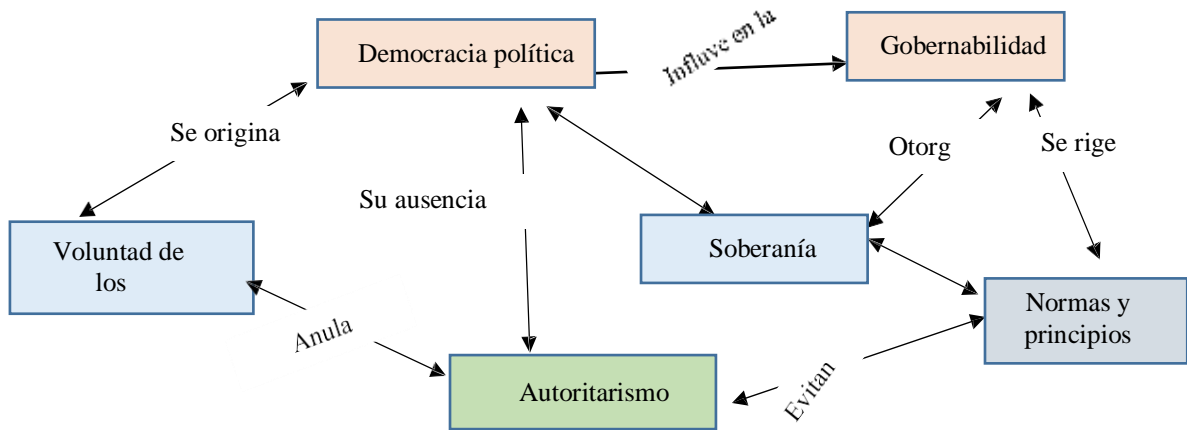 Democracia política
Influye en la
Gobernabilidad
Se origina
Otorg
Se rige
Su ausencia
Voluntad de
los
Soberanía
Normas y
principios
Anula
Autoritarismo
Evitan